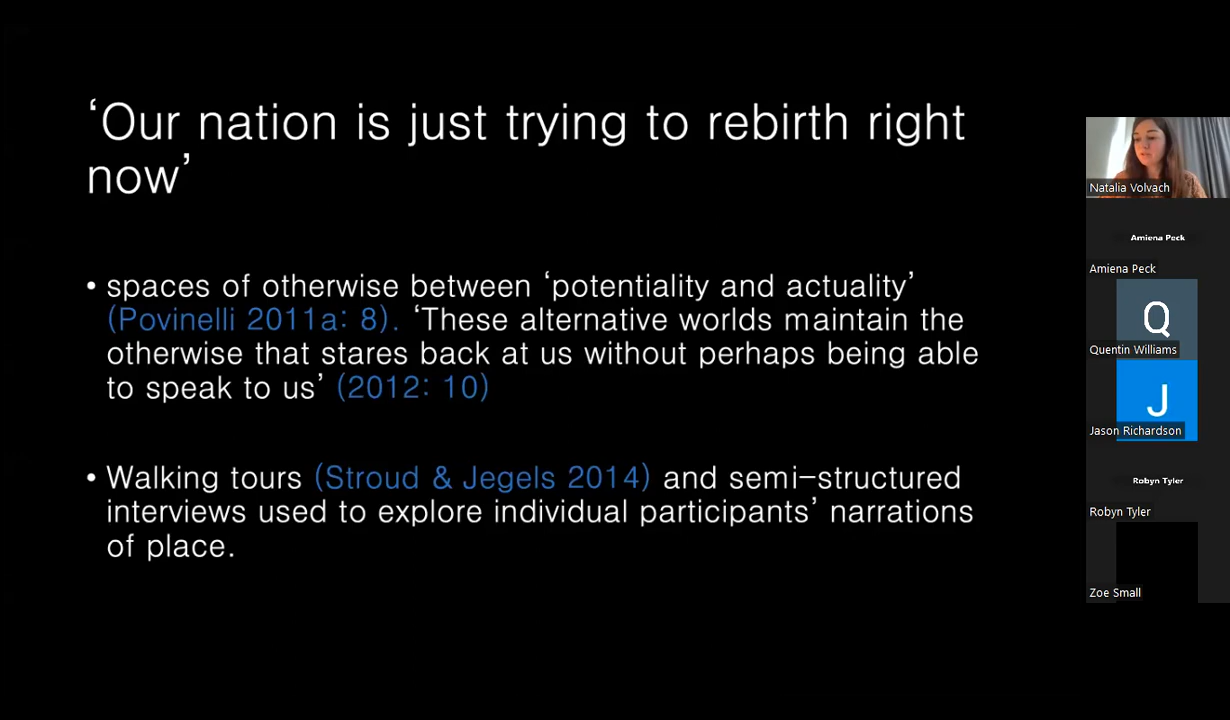 ‘Our nation is just trying to rebirth right
now’
• spaces of otherwise between ‘potentiality and actuality’
(Povinelli 2011a: 8). ‘These alternative worlds maintain the
otherwise that stares back at us without perhaps being able
to speak to us’ (2012: 10)
• Walking tours (Stroud & Jegels 2014) and semi-structured
interviews used to explore individual participants’ narrations
of place.
Natalia Volvach
Amiena Peck
Amiena Peck
Q
Quentin Williams
J
Jason Richardson
Robyn Tyler
Robyn Tyler
Zoe Small